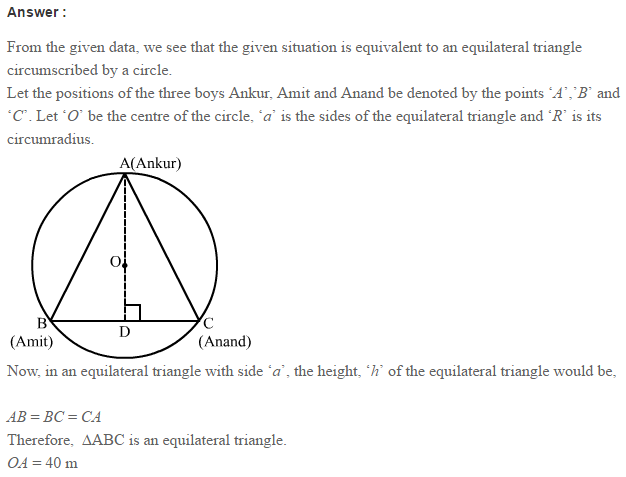 Answer :
From the given data, we see that the given situation is equivalent to an equilateral triangle
circumscribed by a circle.
Let the positions of the three boys Ankur, Amit and Anand be denoted by the points ‘A’,’B’ and
‘C’. Let ‘O’ be the centre of the circle, ‘a’ is the sides of the equilateral triangle and ‘R’ is its
circumradius.
A(Ankur)
O
B
C
D
(Amit)
(Anand)
Now, in an equilateral triangle with side ‘a’, the height, ‘h’ of the equilateral triangle would be,
AB = BC = CA
Therefore, ΔABC is an equilateral triangle.
OA = 40 m